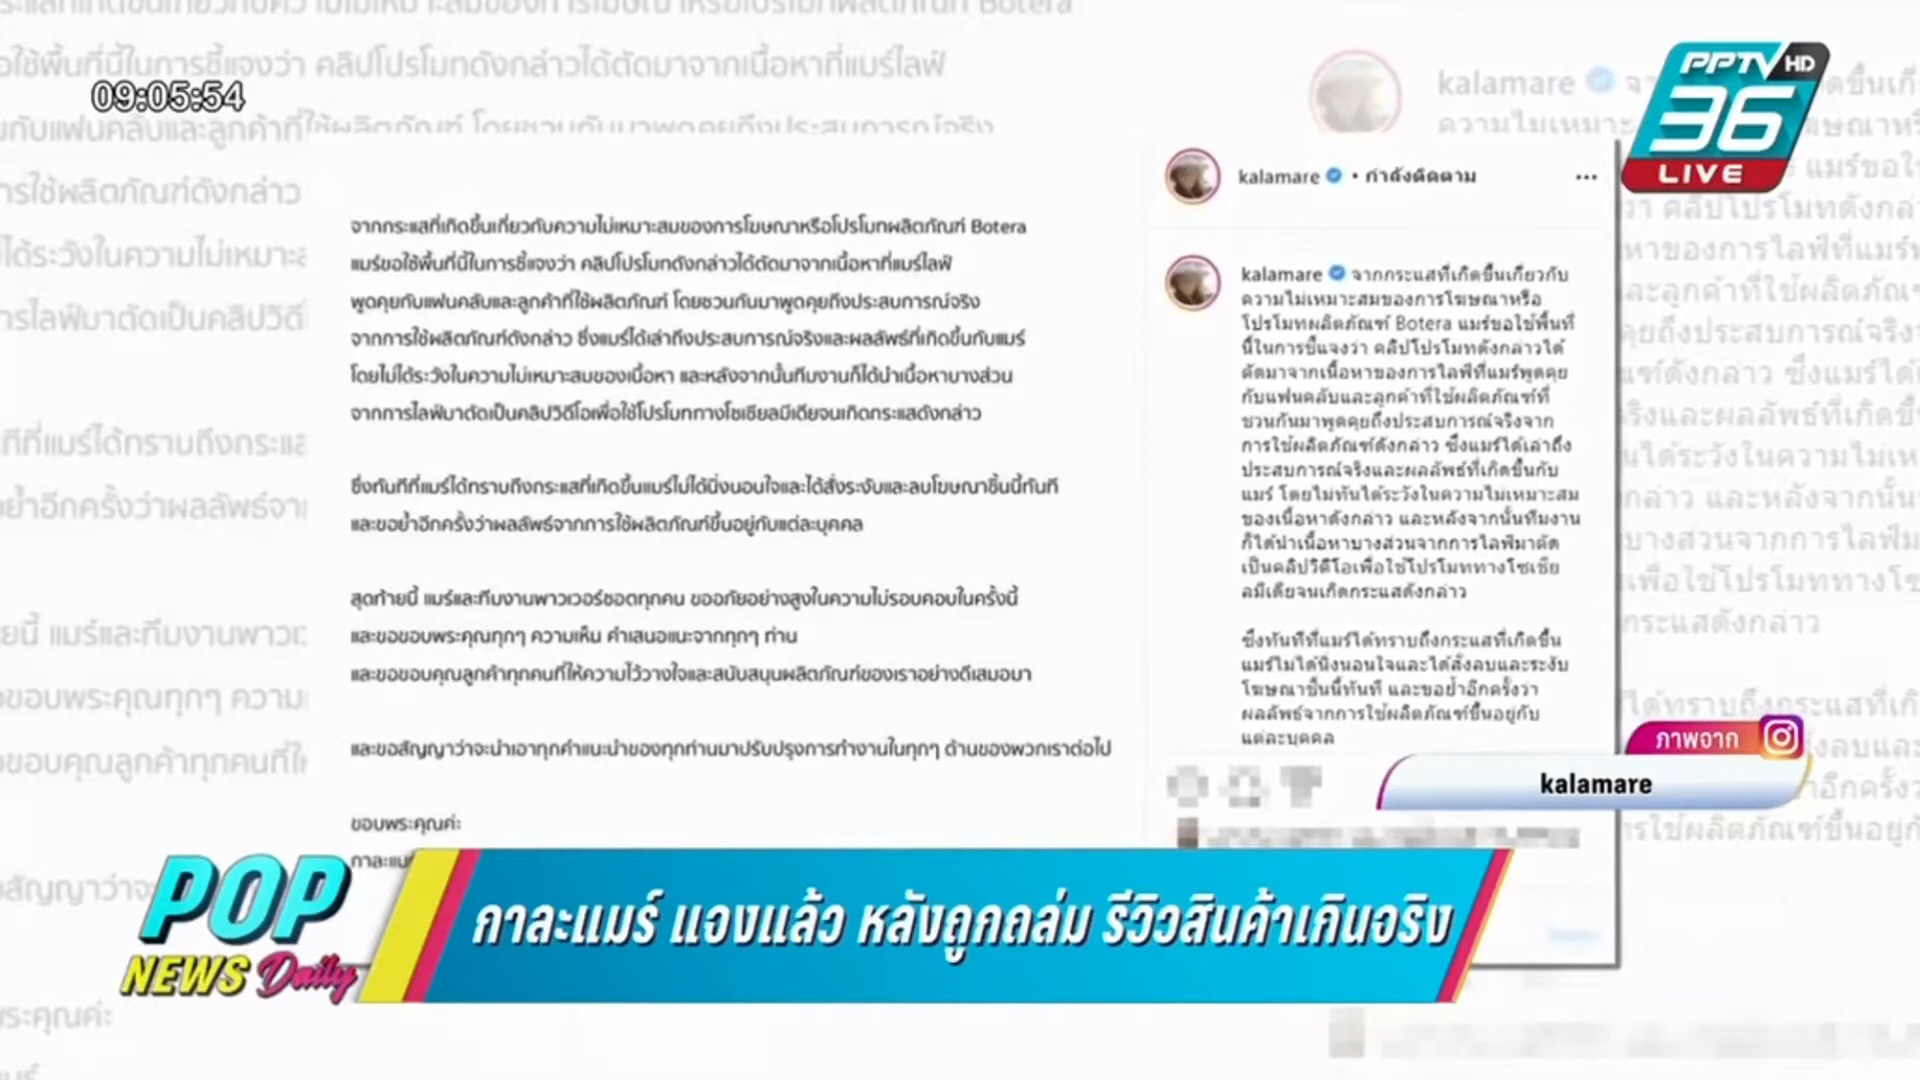 09:05:54
PPTV HD
36
LIVE
จากกระแสที่เกิดขึ้นเกี่ยวกับความไม่เหมาะสมของการโฆษณาหรือโปรโมทผลิตภัณฑ์ Botera
แมร์ขอใช้พื้นที่นี้ในการชี้แจงว่า คลิปโปรโมทดังกล่าวได้ตัดมาจากเนื้อหาที่แมร์ไลฟ์
พูดคุยกับแฟนคลับและลูกค้าที่ใช้ผลิตภัณฑ์ โดยชวนกันมาพูดคุยถึงประสบการณ์จริง
จากการใช้ผลิตภัณฑ์ดังกล่าว ซึ่งแมร์ได้เล่าถึงประสบการณ์จริงและผลลัพธ์ที่เกิดขึ้นกับแมร์
โดยไม่ได้ระวังในความไม่เหมาะสมของเนื้อหา และหลังจากนั้นทีมงานก็ได้นำเนื้อหาบางส่วน
จากการไลฟ์มาตัดเป็นคลิปวิดีโอเพื่อใช้โปรโมททางโซเชียลมีเดียจนเกิดกระแสดังกล่าว
ซึ่งทันทีที่แมร์ได้ทราบถึงกระแสที่เกิดขึ้นแมร์ไม่ได้นิ่งนอนใจและได้สั่งระงับและลบโฆษณาชิ้นนี้ทันที
และขอย้ำอีกครั้งว่าผลลัพธ์จากการใช้ผลิตภัณฑ์ขึ้นอยู่กับแต่ละบุคคล
สุดท้ายนี้ แมร์และทีมงานพาวเวอร์ชอตทุกคน ขออภัยอย่างสูงในความไม่รอบคอบในครั้งนี้
และขอขอบพระคุณทุกๆ ความเห็น คำเสนอแนะจากทุกๆ ท่าน
และขอขอบคุณลูกค้าทุกคนที่ให้ความไว้วางใจและสนับสนุนผลิตภัณฑ์ของเราอย่างดีเสมอมา
และขอสัญญาว่าจะนำเอาทุกคำแนะนำของทุกท่านมาปรับปรุงการทำงานในทุกๆ ด้านของพวกเราต่อไป
ขอบพระคุณค่ะ
กาละแมร์
kalamare • กำลังติดตาม
kalamare จากกระแสที่เกิดขึ้นเกี่ยวกับ
ความไม่เหมาะสมของการโฆษณาหรือ
โปรโมทผลิตภัณฑ์ Botera แมร์ขอใช้พื้นที่
นี้ในการชี้แจงว่า คลิปโปรโมทดังกล่าวได้
ตัดมาจากเนื้อหาของการไลฟ์ที่แมร์พูดคุย
กับแฟนคลับและลูกค้าที่ใช้ผลิตภัณฑ์ที่
ชวนกันมาพูดคุยถึงประสบการณ์จริงจาก
การใช้ผลิตภัณฑ์ดังกล่าว ซึ่งแมร์ได้เล่าถึง
ประสบการณ์จริงและผลลัพธ์ที่เกิดขึ้นกับ
แมร์ โดยไม่ทันได้ระวังในความไม่เหมาะสม
ของเนื้อหาดังกล่าว และหลังจากนั้นทีมงาน
ก็ได้นำเนื้อหาบางส่วนจากการไลฟ์มาตัด
เป็นคลิปวิดีโอเพื่อใช้โปรโมททางโซเชีย
ลมีเดียจนเกิดกระแสดังกล่าว
ซึ่งทันทีที่แมร์ได้ทราบถึงกระแสที่เกิดขึ้น
แมร์ไม่ได้นิ่งนอนใจและได้สั่งลบและระงับ
โฆษณาชิ้นนี้ทันที และขอย้ำอีกครั้งว่า
ผลลัพธ์จากการใช้ผลิตภัณฑ์ขึ้นอยู่กับ
แต่ละบุคคล
ภาพจาก
kalamare
POP
NEWS Daily
กาละแมร์ แจงแล้ว หลังถูกถล่ม รีวิวสินค้าเกินจริง